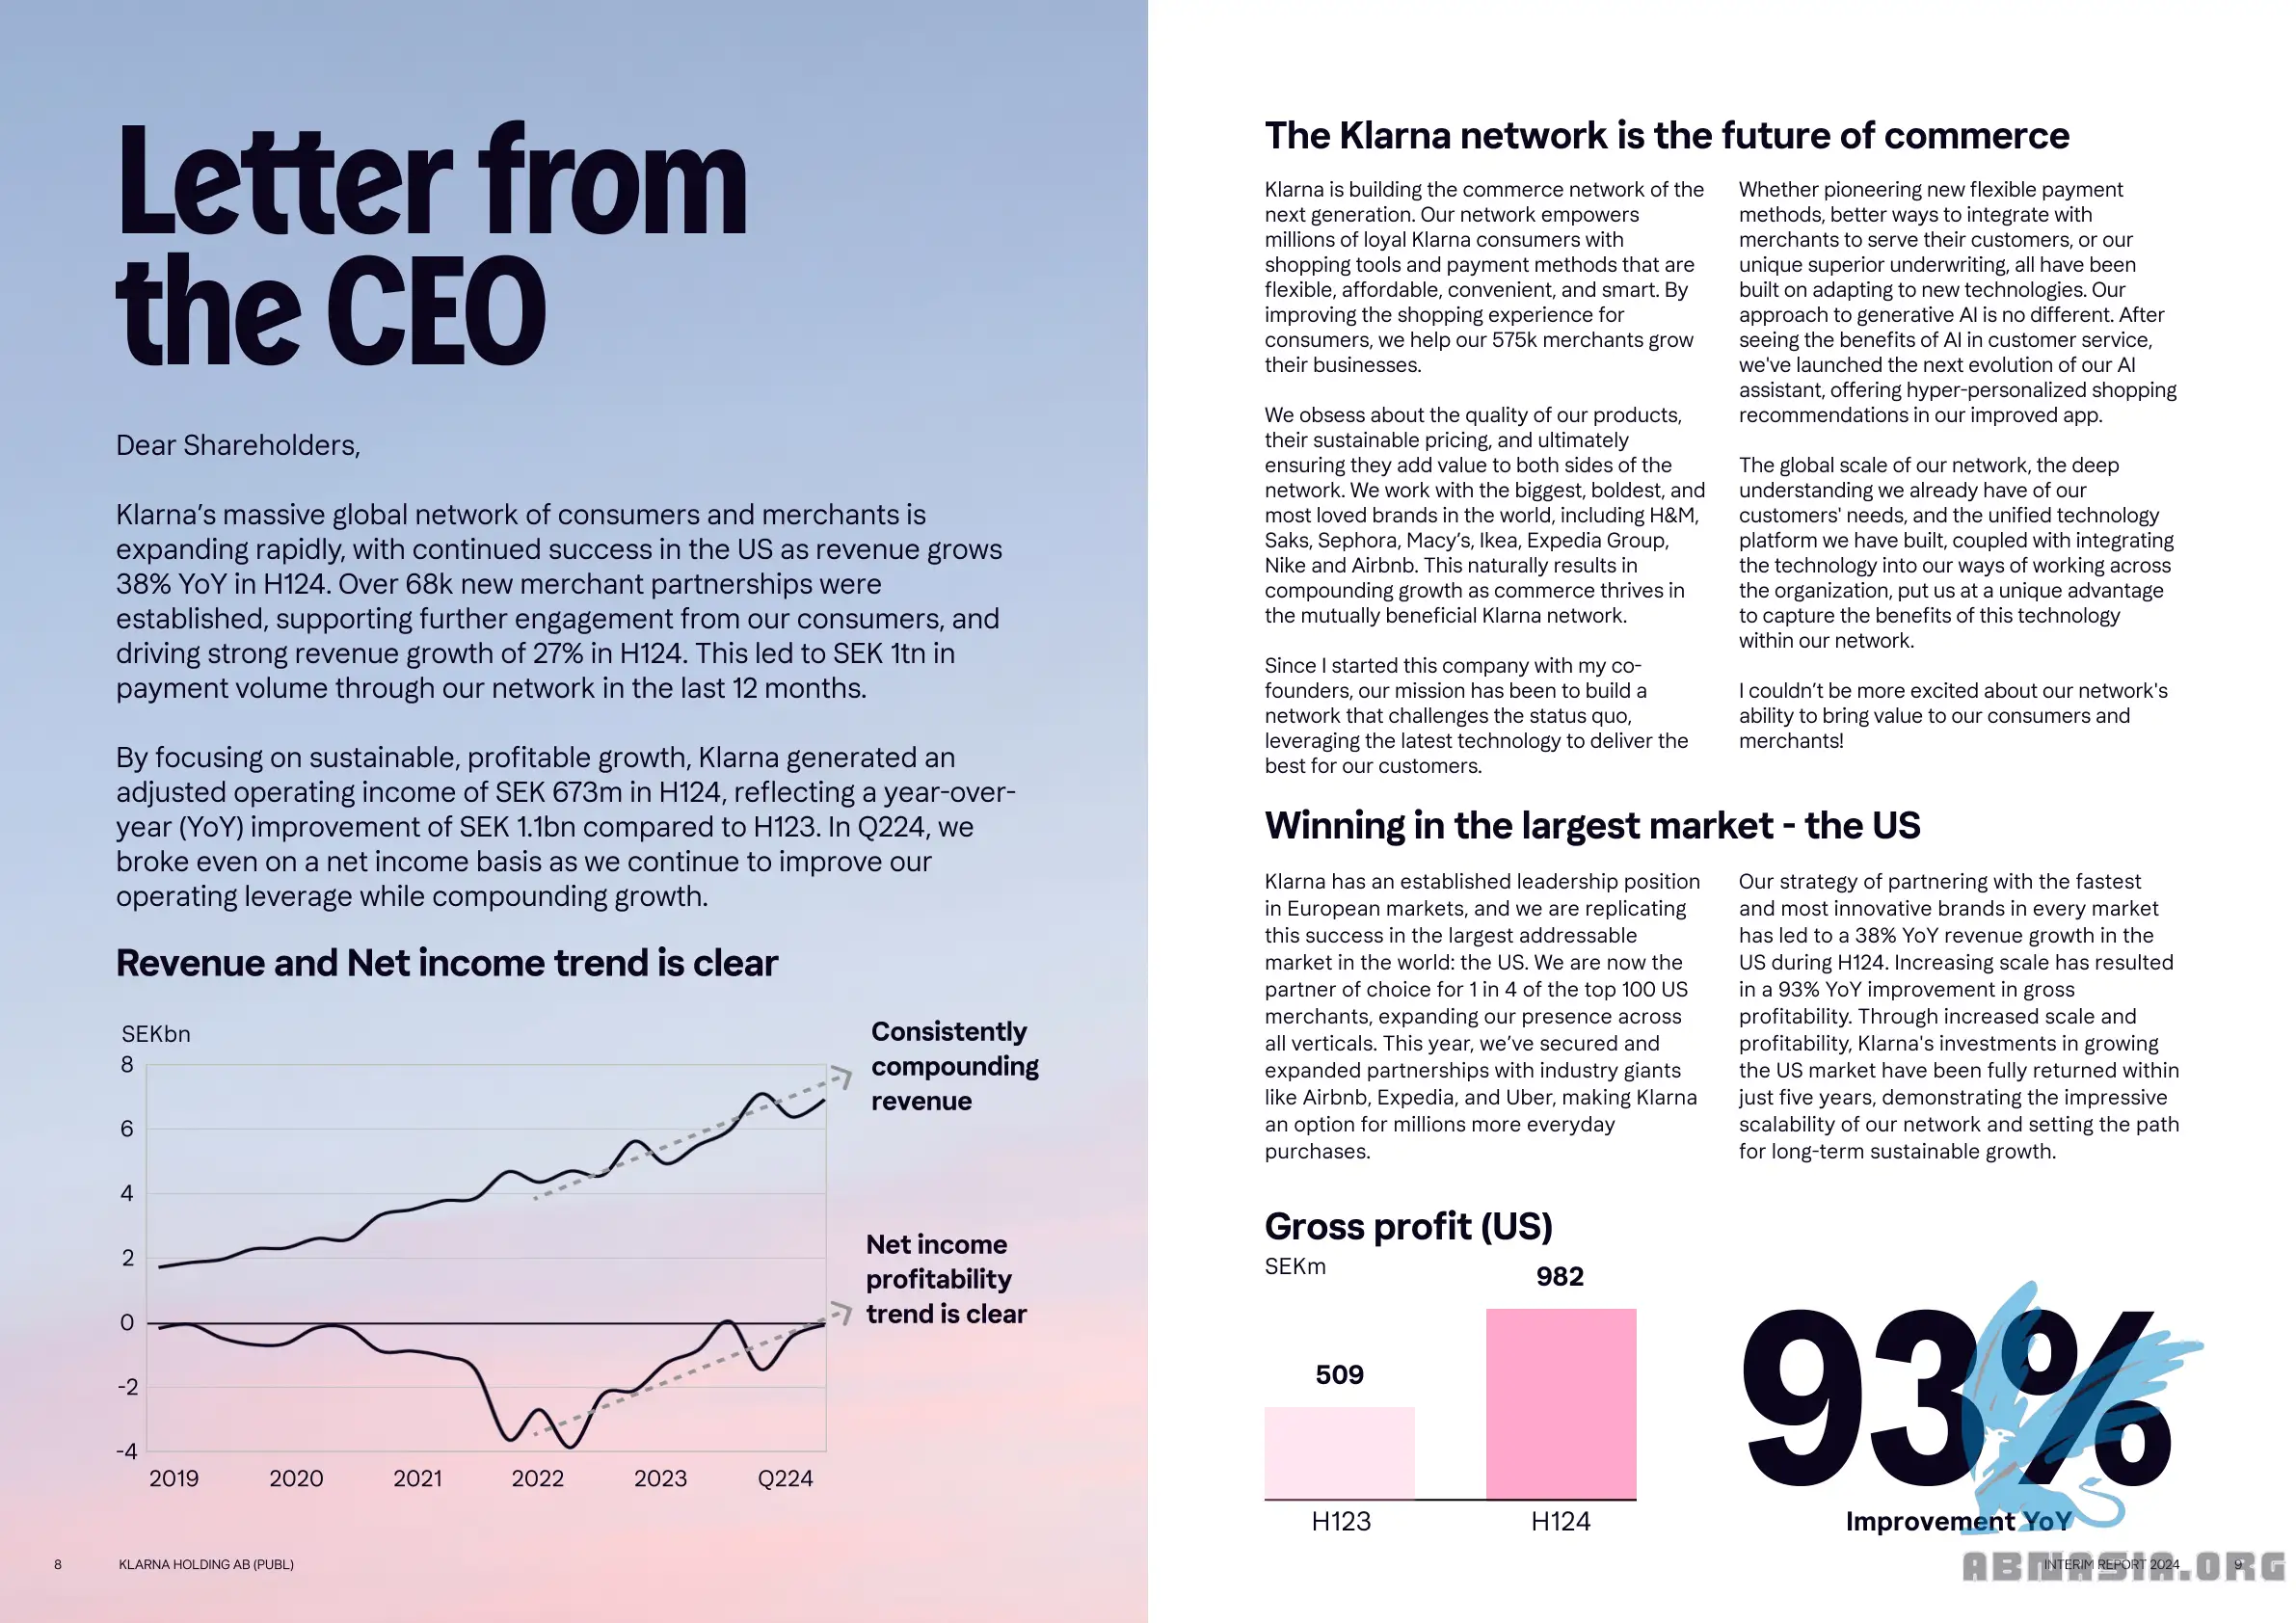 Letter from
the CEO
Dear Shareholders,
Klarna’s massive global network of consumers and merchants is
expanding rapidly, with continued success in the US as revenue grows
38% YoY in H124. Over 68k new merchant partnerships were
established, supporting further engagement from our consumers, and
driving strong revenue growth of 27% in H124. This led to SEK 1tn in
payment volume through our network in the last 12 months.
By focusing on sustainable, profitable growth, Klarna generated an
adjusted operating income of SEK 673m in H124, reflecting a year-over-
year (YoY) improvement of SEK 1.1bn compared to H123. In Q224, we
broke even on a net income basis as we continue to improve our
operating leverage while compounding growth.
Revenue and Net income trend is clear
SEKbn
8
6
4
2
0
-2
-4
2019
2020
2021
2022
2023
Q224
Consistently
compounding
revenue
Net income
profitability
trend is clear
8
KLARNA HOLDING AB (PUBL)
The Klarna network is the future of commerce
Klarna is building the commerce network of the
next generation. Our network empowers
millions of loyal Klarna consumers with
shopping tools and payment methods that are
flexible, affordable, convenient, and smart. By
improving the shopping experience for
consumers, we help our 575k merchants grow
their businesses.
We obsess about the quality of our products,
their sustainable pricing, and ultimately
ensuring they add value to both sides of the
network. We work with the biggest, boldest, and
most loved brands in the world, including H&M,
Saks, Sephora, Macy’s, Ikea, Expedia Group,
Nike and Airbnb. This naturally results in
compounding growth as commerce thrives in
the mutually beneficial Klarna network.
Since I started this company with my co-
founders, our mission has been to build a
network that challenges the status quo,
leveraging the latest technology to deliver the
best for our customers.
Whether pioneering new flexible payment
methods, better ways to integrate with
merchants to serve their customers, or our
unique superior underwriting, all have been
built on adapting to new technologies. Our
approach to generative AI is no different. After
seeing the benefits of AI in customer service,
we've launched the next evolution of our AI
assistant, offering hyper-personalized shopping
recommendations in our improved app.
The global scale of our network, the deep
understanding we already have of our
customers' needs, and the unified technology
platform we have built, coupled with integrating
the technology into our ways of working across
the organization, put us at a unique advantage
to capture the benefits of this technology
within our network.
I couldn’t be more excited about our network's
ability to bring value to our consumers and
merchants!
Winning in the largest market - the US
Klarna has an established leadership position
in European markets, and we are replicating
this success in the largest addressable
market in the world: the US. We are now the
partner of choice for 1 in 4 of the top 100 US
merchants, expanding our presence across
all verticals. This year, we’ve secured and
expanded partnerships with industry giants
like Airbnb, Expedia, and Uber, making Klarna
an option for millions more everyday
purchases.
Our strategy of partnering with the fastest
and most innovative brands in every market
has led to a 38% YoY revenue growth in the
US during H124. Increasing scale has resulted
in a 93% YoY improvement in gross
profitability. Through increased scale and
profitability, Klarna's investments in growing
the US market have been fully returned within
just five years, demonstrating the impressive
scalability of our network and setting the path
for long-term sustainable growth.
Gross profit (US)
SEKm
509
982
H123
H124
93%
Improvement YoY
INTERIM REPORT 2024
9
ABNASIA.ORG